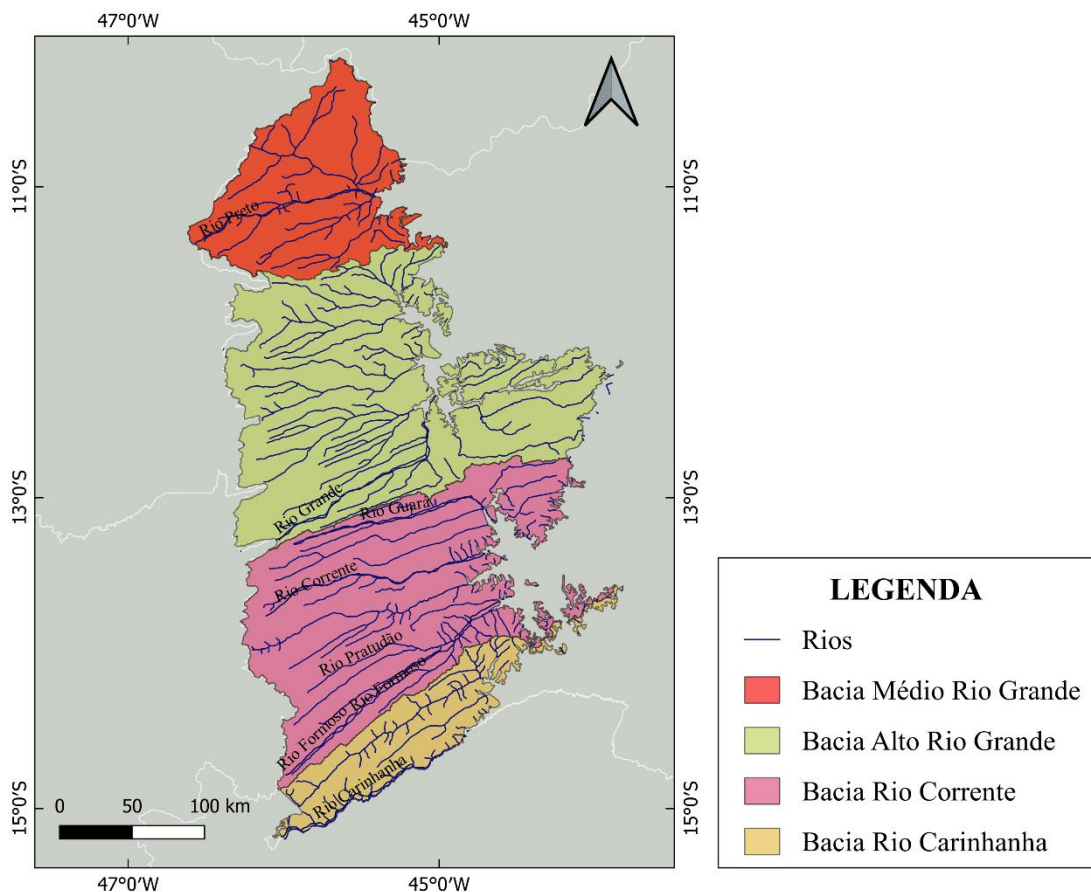 47°0’W 45°0’W
11°0’S 11°0’S
Rio Preto
Rio Grande
13°0’S 13°0’S
Rio Guará
Rio Corrente
Rio Pratudão
Rio Formoso Rio Formoso
Rio Carinhanha
15°0’S 15°0’S
0 50 100 km
47°0’W 45°0’W
LEGENDA
Rios
Bacia Médio Rio Grande
Bacia Alto Rio Grande
Bacia Rio Corrente
Bacia Rio Carinhanha